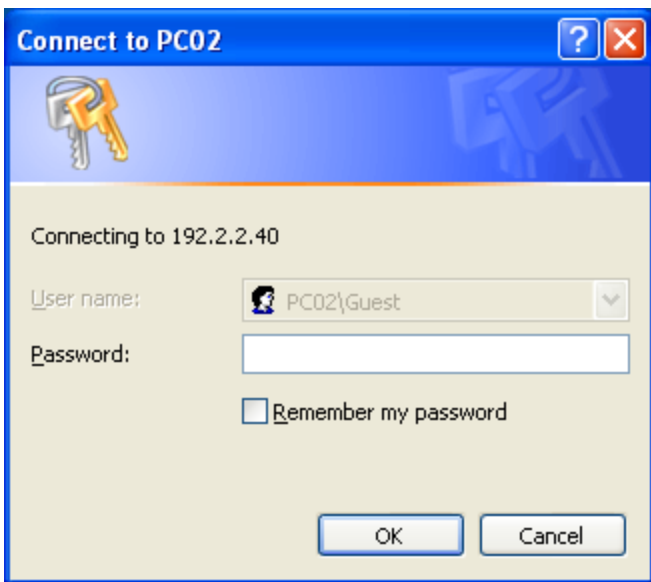 Connect to PC02
Connecting to 192.2.2.40
User name: PC02\Guest
Password:
Remember my password
OK Cancel